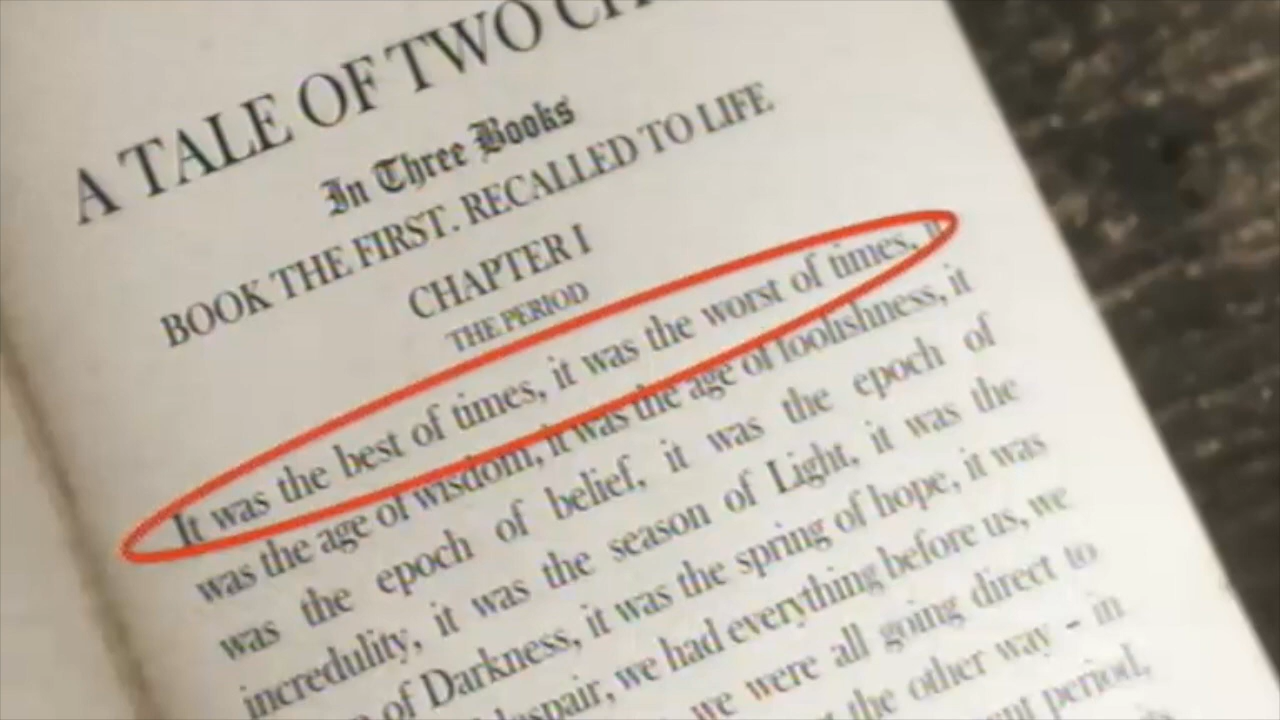 A TALE OF TWO
In Three Books
BOOK THE FIRST. RECALLED TO LIFE
CHAPTER I
THE PERIOD
It was the best of times, it was the worst of times, it
was the age of wisdom, it was the age of foolishness, it
was the epoch of belief, it was the epoch of
incredulity, it was the season of Light, it was the
of Darkness, it was the spring of hope, it was
we had everything before us, we
we were all going direct to
the other way – in
period,